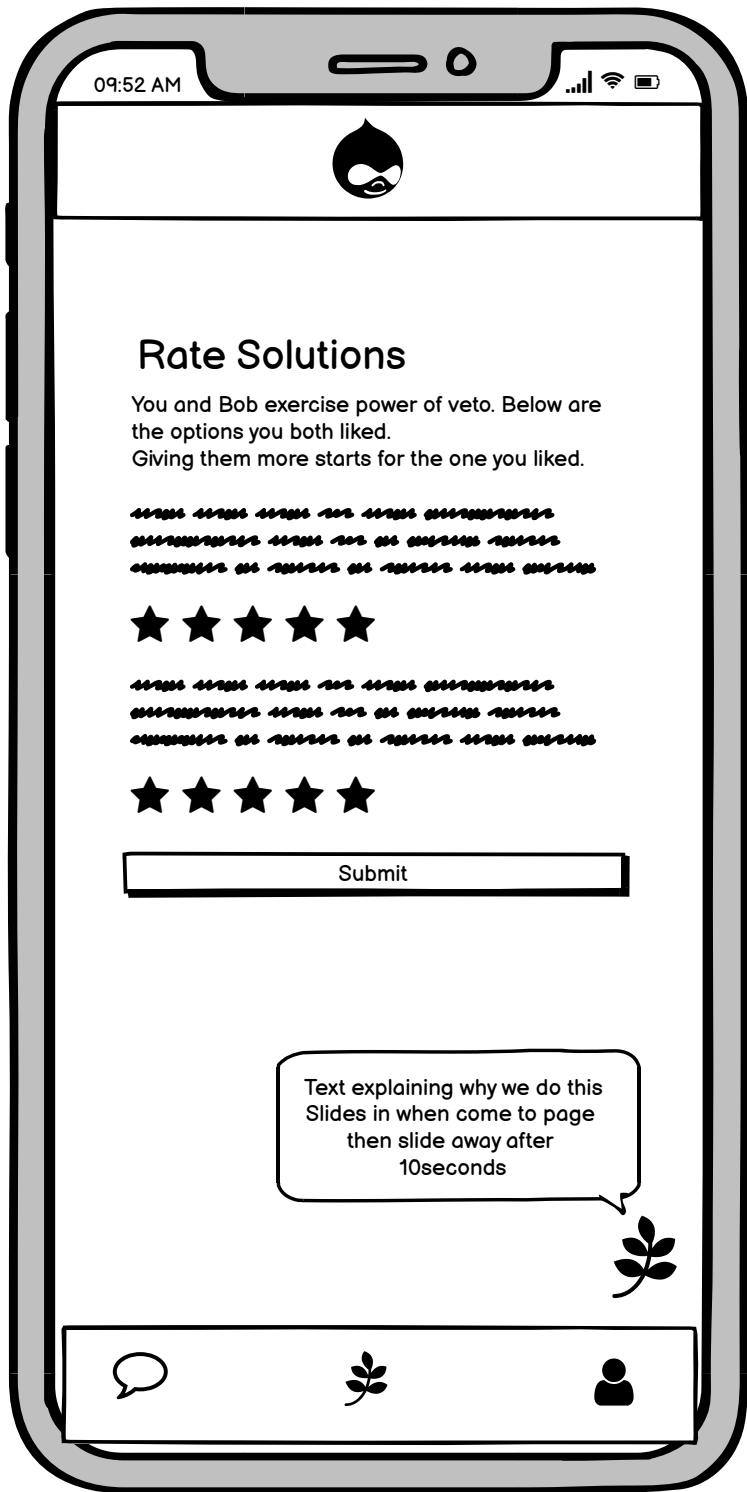 09:52 AM
Rate Solutions
You and Bob exercise power of veto. Below are
the options you both liked.
Giving them more starts for the one you liked.
Submit
Text explaining why we do this
Slides in when come to page
then slide away after
10seconds